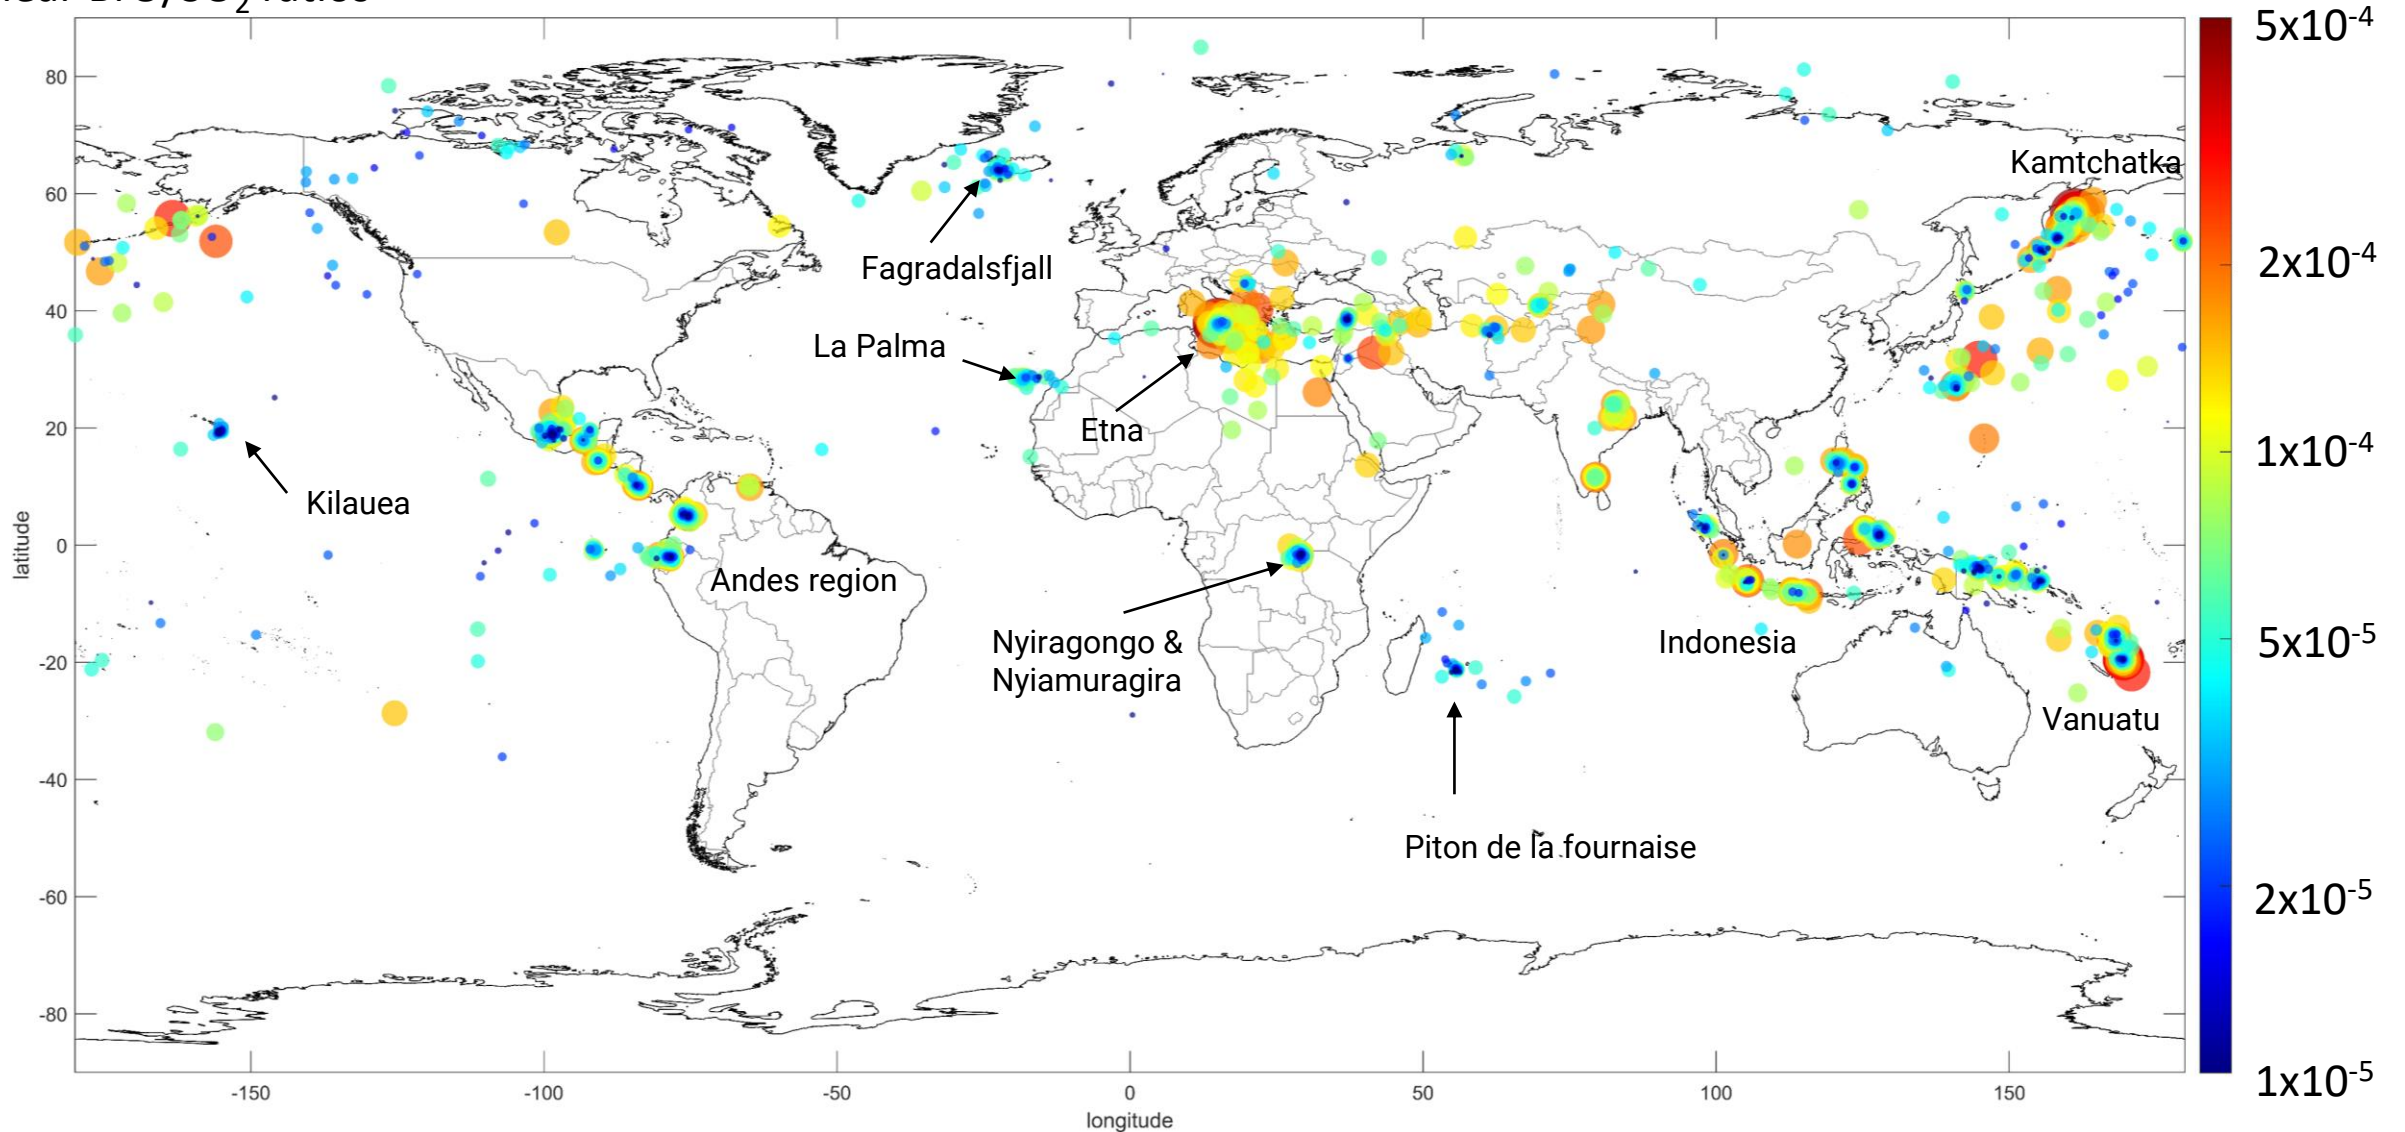 ratios
80
60
40
20
0
-20
-40
-60
-80
latitude
-150
-100
-50
0
50
100
150
longitude
Kamtchatka
Fagradalsfjall
La Palma
Etna
Kilauea
Andes region
Nyiragongo &
Nyiamuragira
Indonesia
Vanuatu
Piton de la fournaise
5x10⁻⁴
2x10⁻⁴
1x10⁻⁴
5x10⁻⁵
2x10⁻⁵
1x10⁻⁵